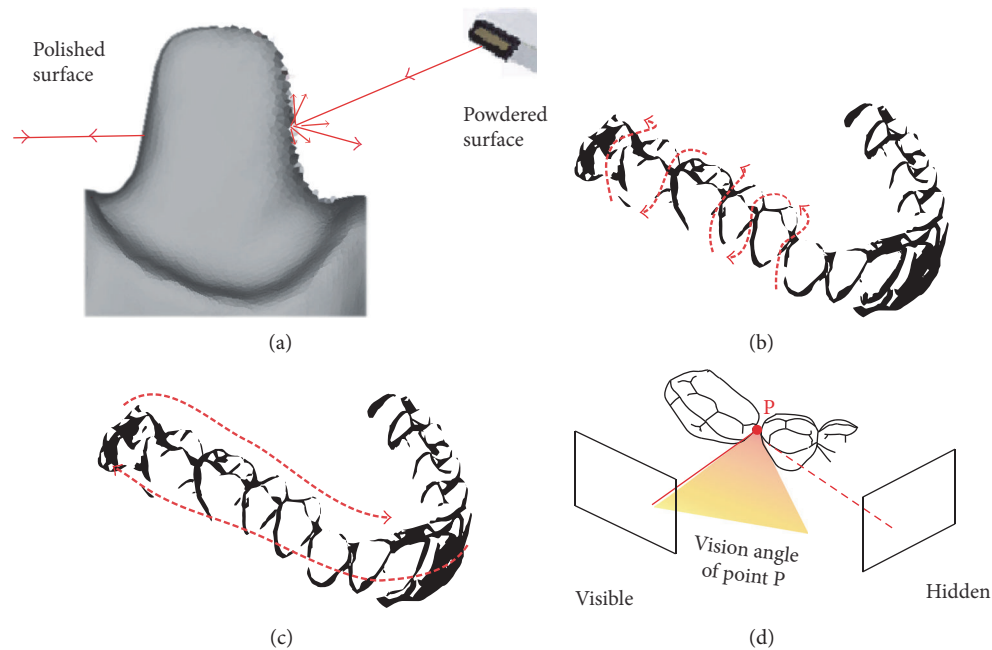 Polished
surface
Powdered
surface
(a)
(b)
(c)
P
Vision angle
of point P
Visible
Hidden
(d)